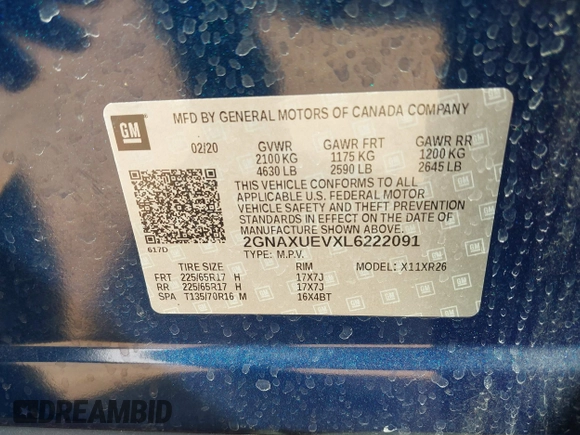 GM
MFD BY GENERAL MOTORS OF CANADA COMPANY
02/20 GVWR GAWR FRT GAWR RR
2100 KG 1175 KG 1200 KG
4630 LB 2590 LB 2645 LB
THIS VEHICLE CONFORMS TO ALL
APPLICABLE U.S. FEDERAL MOTOR
VEHICLE SAFETY AND THEFT PREVENTION
STANDARDS IN EFFECT ON THE DATE OF
MANUFACTURE SHOWN ABOVE.
617D 2GNAXUEVXL6222091
TYPE: M.P.V.
TIRE SIZE RIM MODEL: X11XR26
FRT 225/65R17 H 17X7J
RR 225/65R17 H 17X7J
SPA T135/70R16 M 16X4BT
DREAMBID